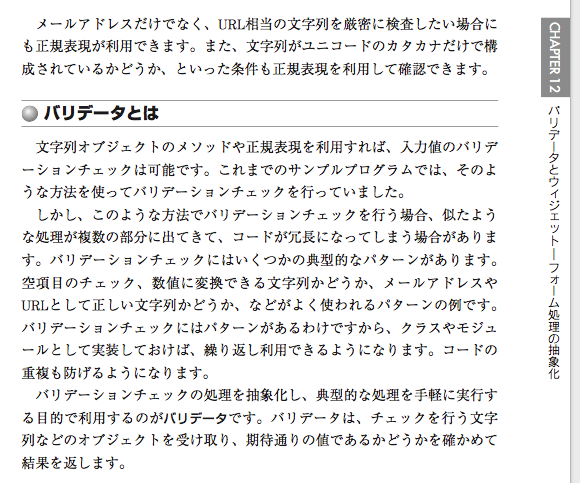 メールアドレスだけでなく、URL相当の文字列を厳密に検査したい場合に
も正規表現が利用できます。また、文字列がユニコードのカタカナだけで構
成されているかどうか、といった条件も正規表現を利用して確認できます。
バリデータとは
文字列オブジェクトのメソッドや正規表現を利用すれば、入力値のバリデ
ーションチェックは可能です。これまでのサンプルプログラムでは、そのよ
うな方法を使ってバリデーションチェックを行っていました。
しかし、このような方法でバリデーションチェックを行う場合、似たよう
な処理が複数の部分に出てきて、コードが冗長になってしまう場合がありま
す。バリデーションチェックにはいくつかの典型的なパターンがあります。
空項目のチェック、数値に変換できる文字列かどうか、メールアドレスや
URLとして正しい文字列かどうか、などがよく使われるパターンの例です。
バリデーションチェックにはパターンがあるわけですから、クラスやモジュ
ールとして実装しておけば、繰り返し利用できるようになります。コードの
重複も防げるようになります。
バリデーションチェックの処理を抽象化し、典型的な処理を手軽に実行す
る目的で利用するのがバリデータです。バリデータは、チェックを行う文字
列などのオブジェクトを受け取り、期待通りの値であるかどうかを確かめて
結果を返します。
CHAPTER 12
バリデータとウィジェット―フォーム処理の抽象化